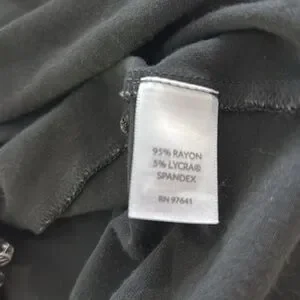 95% RAYON
5% LYCRA®
SPANDEX
RN 97641